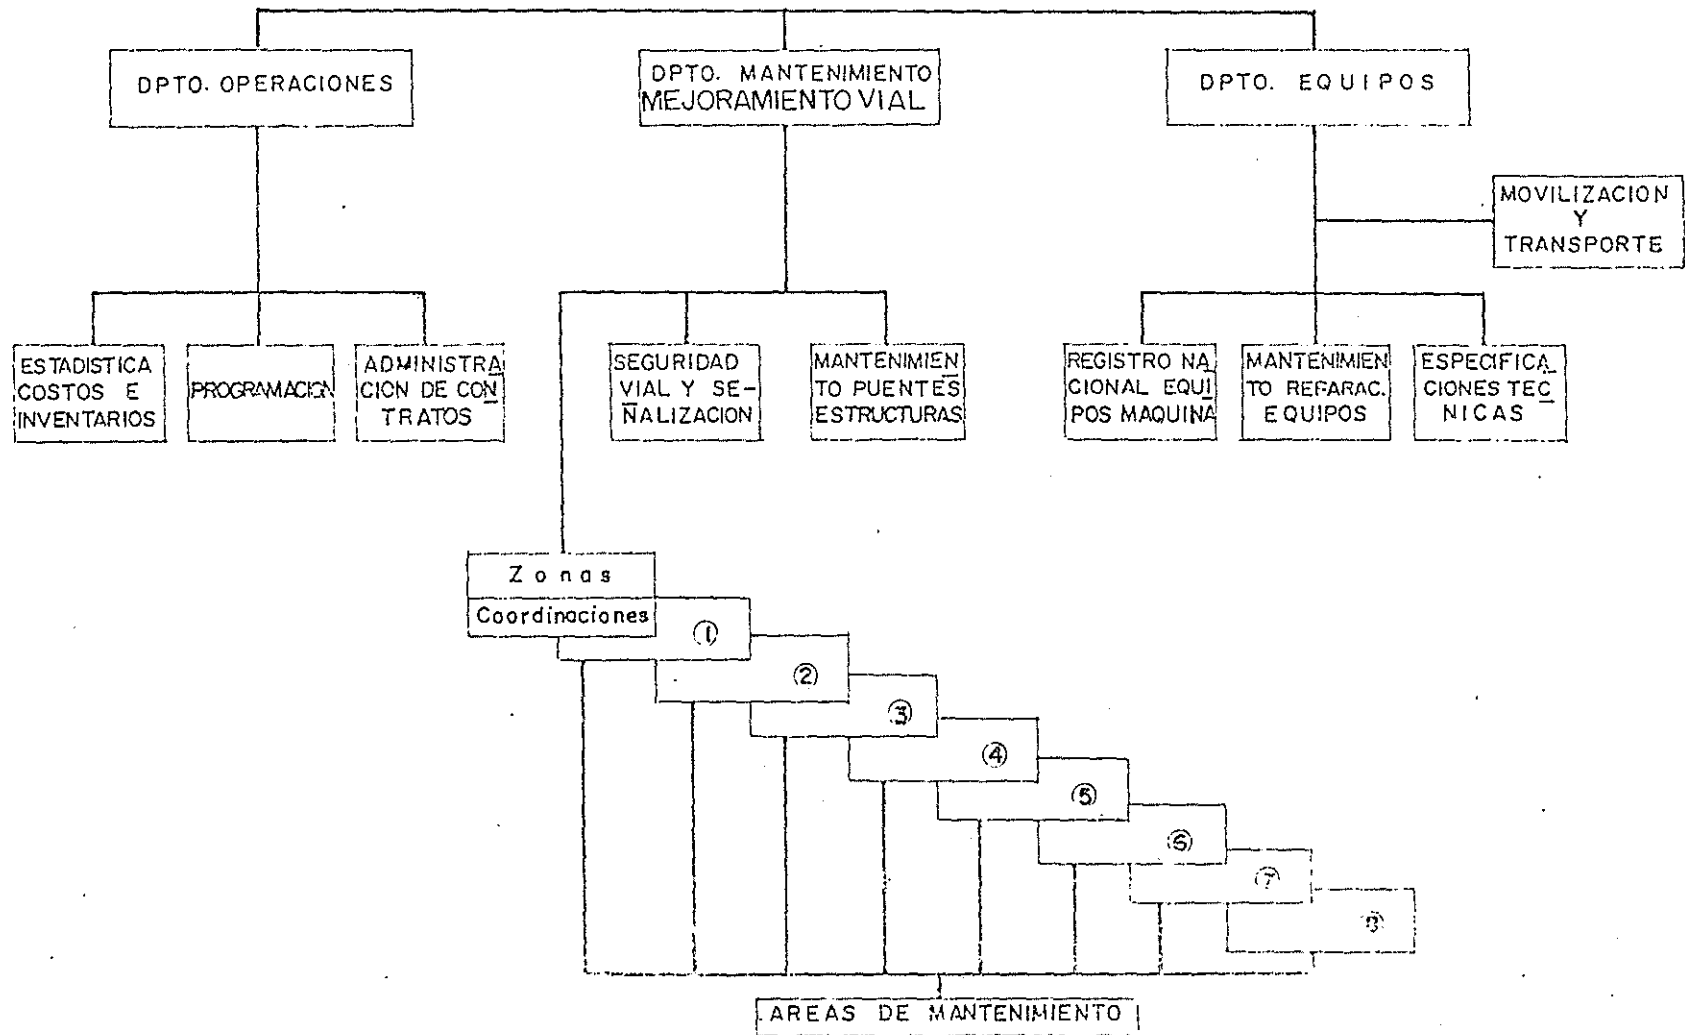 DPTO. OPERACIONES
DPTO. MANTENIMIENTO
MEJORAMIENTO VIAL
DPTO. EQUIPOS
MOVILIZACION
Y
TRANSPORTE
ESTADISTICA
COSTOS E
INVENTARIOS
PROGRAMACION
ADMINISTRA
CION DE CON
TRATOS
SEGURIDAD
VIAL Y SE-
ÑALIZACION
MANTENIMIEN
TO PUENTES
ESTRUCTURAS
REGISTRO NA
CIONAL EQUI
POS MAQUINA
MANTENIMIEN
TO REPARAC.
EQUIPOS
ESPECIFICA
CIONES TEC
NICAS
Zonas
Coordinaciones
1
2
3
4
5
6
7
8
AREAS DE MANTENIMIENTO